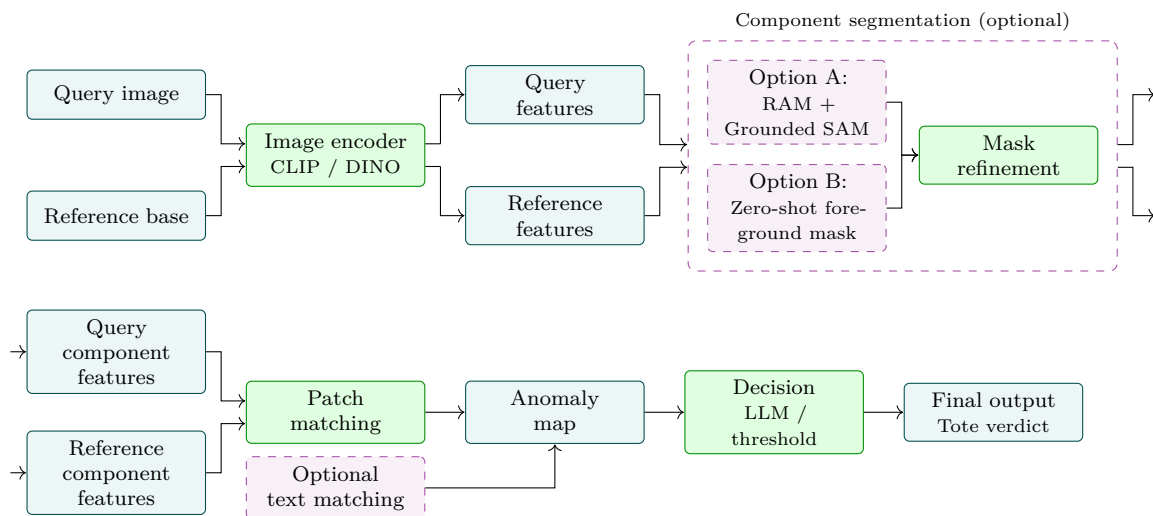 Component segmentation (optional)
Query image
Reference base
Image encoder
CLIP / DINO
Query
features
Reference
features
Option A:
RAM +
Grounded SAM
Option B:
Zero-shot fore-
ground mask
Mask
refinement
Query
component
features
Reference
component
features
Patch
matching
Optional
text matching
Anomaly
map
Decision
LLM /
threshold
Final output
Tote verdict